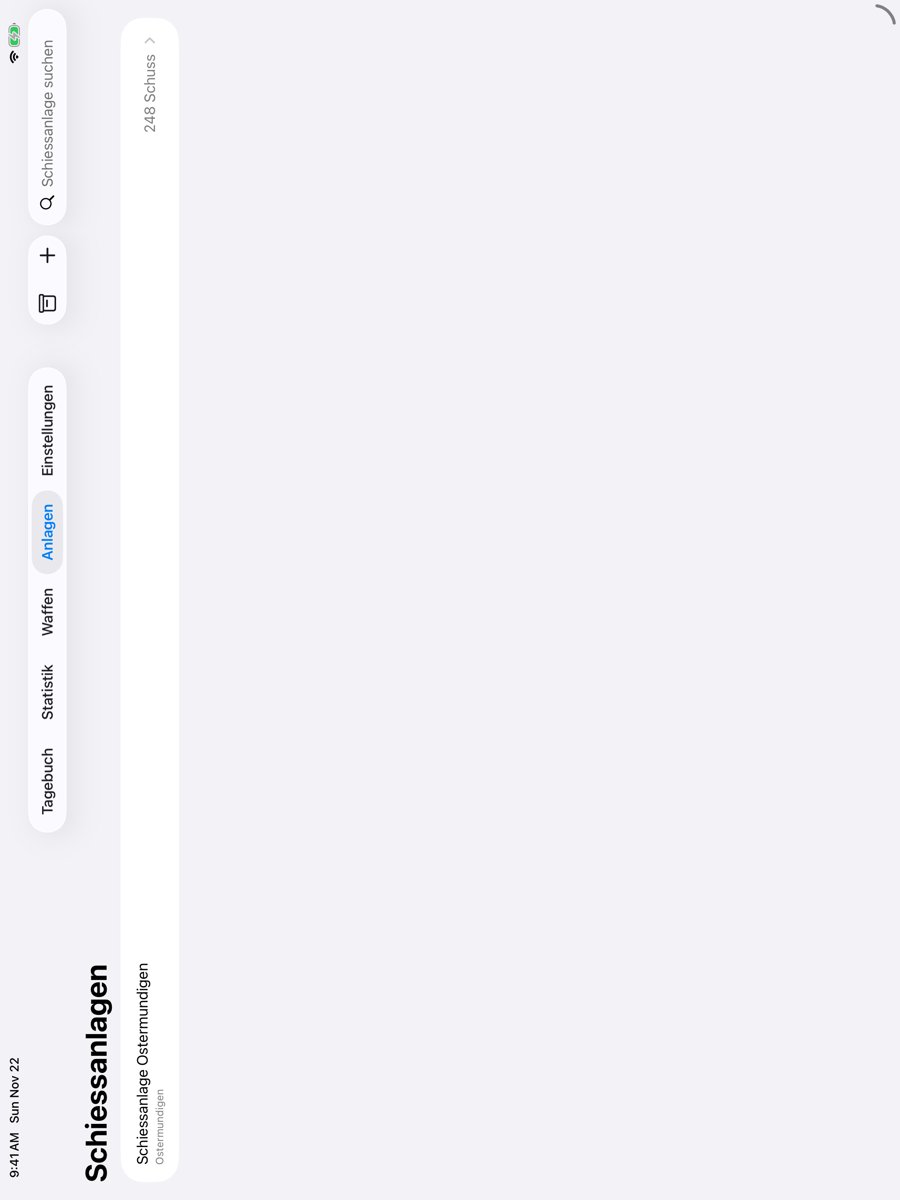 9:41 AM Sun Nov 22
Tagebuch Statistik Waffen Anlagen Einstellungen
Schiessanlage suchen
Schiessanlagen
Schiessanlage Ostermundigen
Ostermundigen
248 Schuss